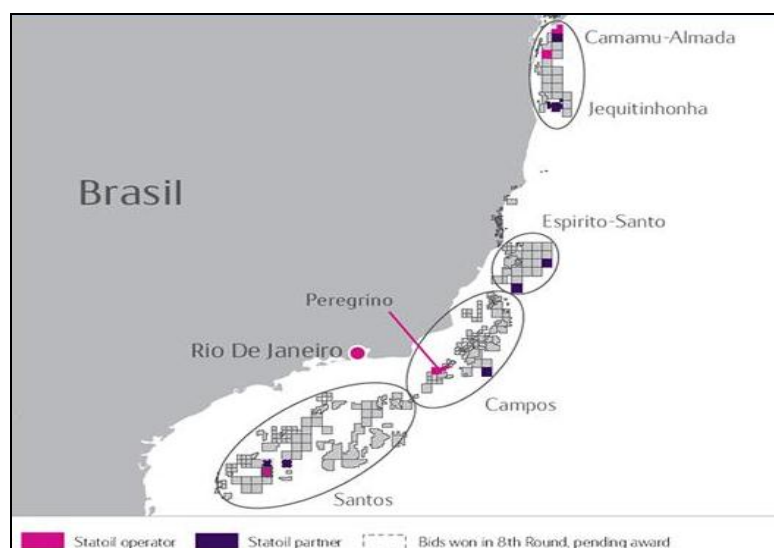 Camamu-Almada
Jequitinhonha
Brasil
Espirito-Santo
Peregrino
Rio De Janeiro
Campos
Santos
Statoil operator
Statoil partner
Bids won in 8th Round, pending award